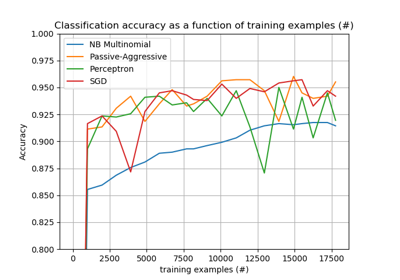 Classification accuracy as a function of training examples (#)
1.000
0.975
0.950
0.925
0.900
0.875
0.850
0.825
0.800
Accuracy
NB Multinomial
Passive-Aggressive
Perceptron
SGD
0 2500 5000 7500 10000 12500 15000 17500
training examples (#)